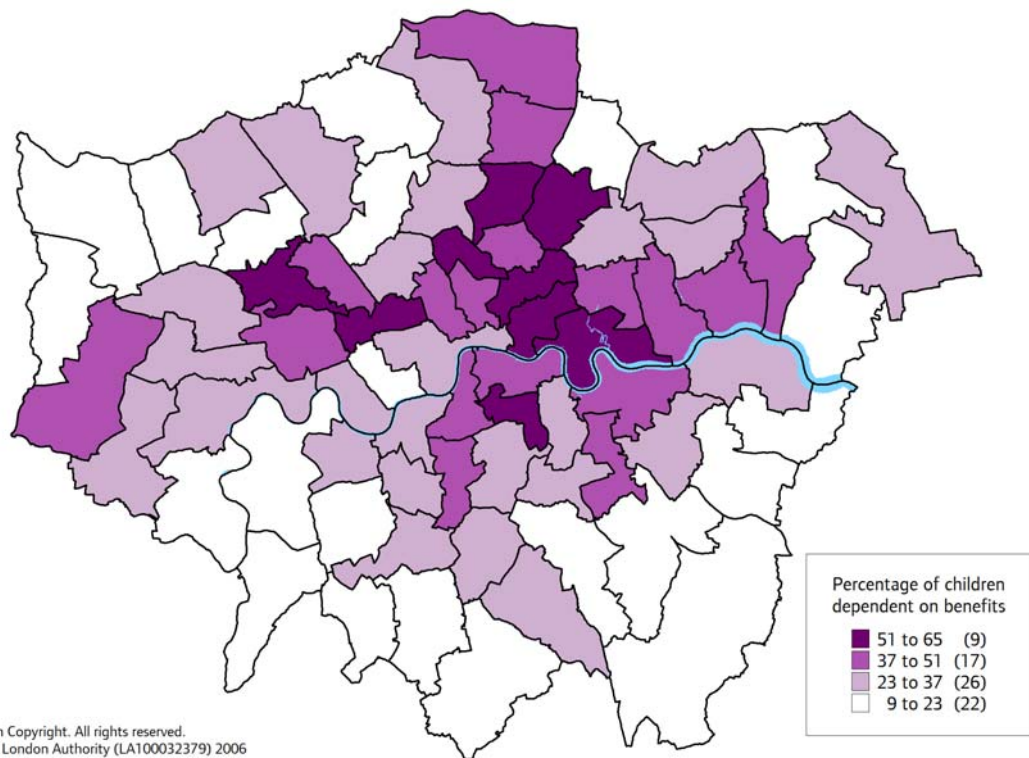 Percentage of children
dependent on benefits
51 to 65 (9)
37 to 51 (17)
23 to 37 (26)
9 to 23 (22)
Copyright. All rights reserved.
London Authority (LA100032379) 2006